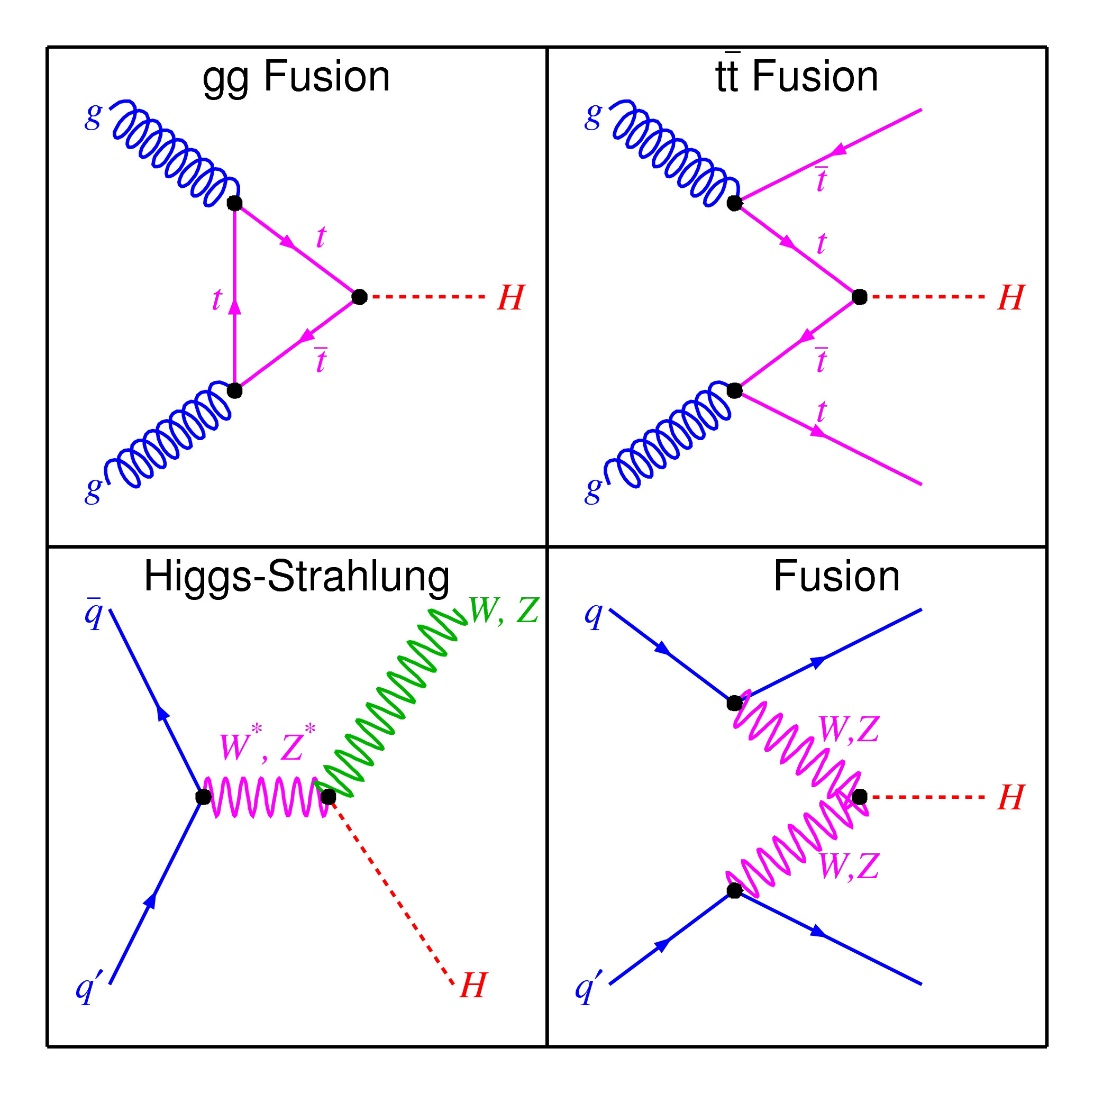 gg Fusion
g
t
t
H
t̄
g
tt̄ Fusion
g
t̄
t
H
t̄
t
g
Higgs-Strahlung
q̄
W, Z
W*, Z*
q′
H
Fusion
q
W,Z
H
W,Z
q′